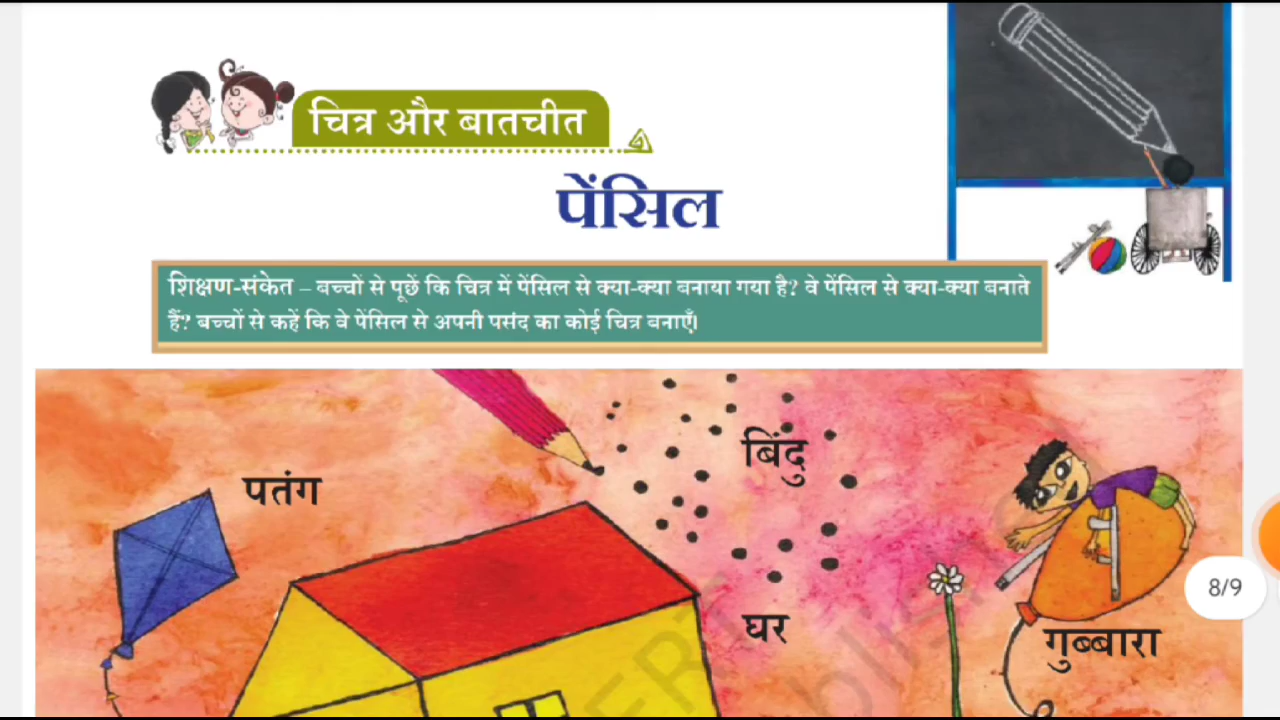 चित्र और बातचीत
पेंसिल
शिक्षण-संकेत – बच्चों से पूछें कि चित्र में पेंसिल से क्या-क्या बनाया गया है? वे पेंसिल से क्या-क्या बनाते
हैं? बच्चों से कहें कि वे पेंसिल से अपनी पसंद का कोई चित्र बनाएँ।
बिंदु
पतंग
घर
8/9
गुब्बारा